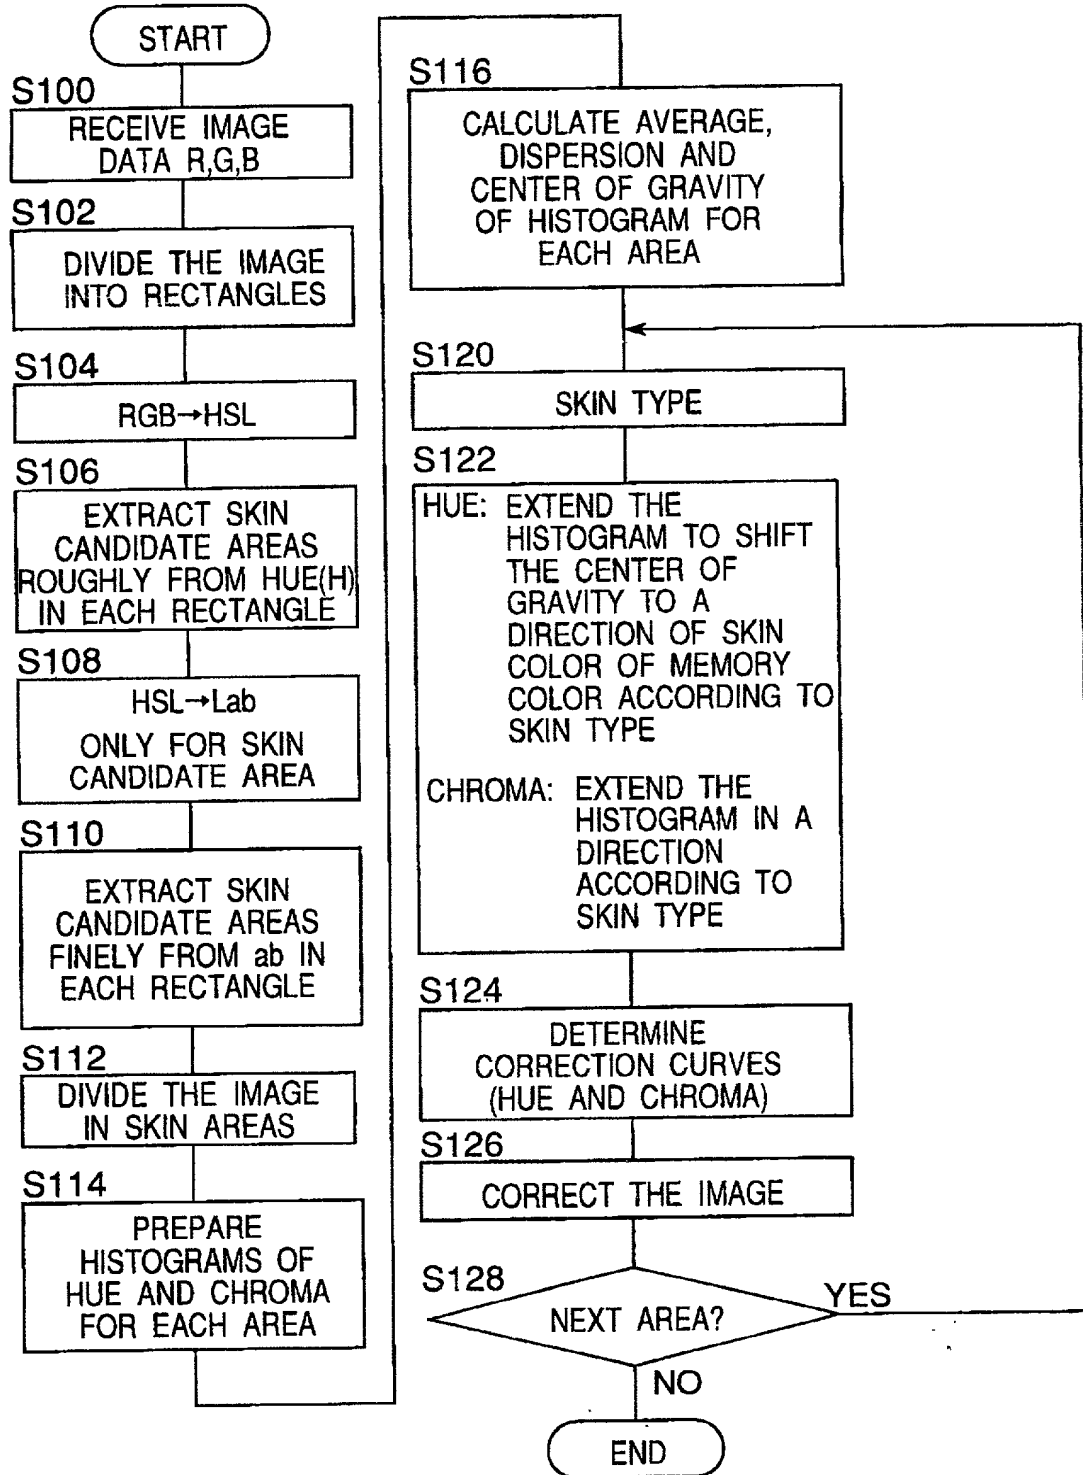 START
S100
RECEIVE IMAGE
DATA R,G,B
S102
DIVIDE THE IMAGE
INTO RECTANGLES
S104
RGB→HSL
S106
EXTRACT SKIN
CANDIDATE AREAS
ROUGHLY FROM HUE(H)
IN EACH RECTANGLE
S108
HSL→Lab
ONLY FOR SKIN
CANDIDATE AREA
S110
EXTRACT SKIN
CANDIDATE AREAS
FINELY FROM ab IN
EACH RECTANGLE
S112
DIVIDE THE IMAGE
IN SKIN AREAS
S114
PREPARE
HISTOGRAMS OF
HUE AND CHROMA
FOR EACH AREA
S116
CALCULATE AVERAGE,
DISPERSION AND
CENTER OF GRAVITY
OF HISTOGRAM FOR
EACH AREA
S120
SKIN TYPE
S122
HUE: EXTEND THE
HISTOGRAM TO SHIFT
THE CENTER OF
GRAVITY TO A
DIRECTION OF SKIN
COLOR OF MEMORY
COLOR ACCORDING TO
SKIN TYPE
CHROMA: EXTEND THE
HISTOGRAM IN A
DIRECTION
ACCORDING TO
SKIN TYPE
S124
DETERMINE
CORRECTION CURVES
(HUE AND CHROMA)
S126
CORRECT THE IMAGE
S128
NEXT AREA?
YES
NO
END